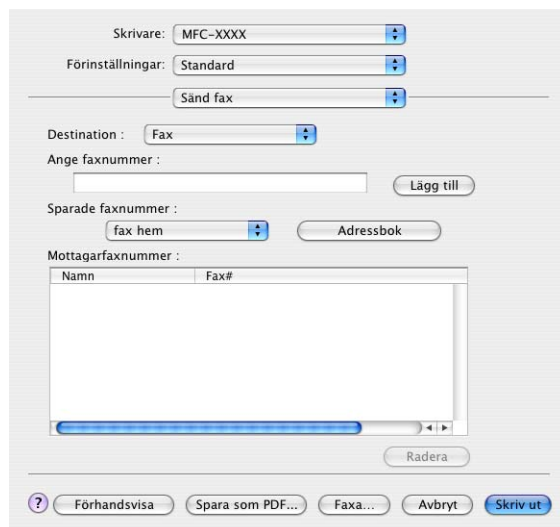 Skrivare: MFC-XXXX
Förinställningar: Standard
Sänd fax
Destination : Fax
Ange faxnummer :
Lägg till
Sparade faxnummer :
fax hem Adressbok
Mottagarfaxnummer :
Namn Fax#
Radera
? Förhandsvisa Spara som PDF... Faxa... Avbryt Skriv ut